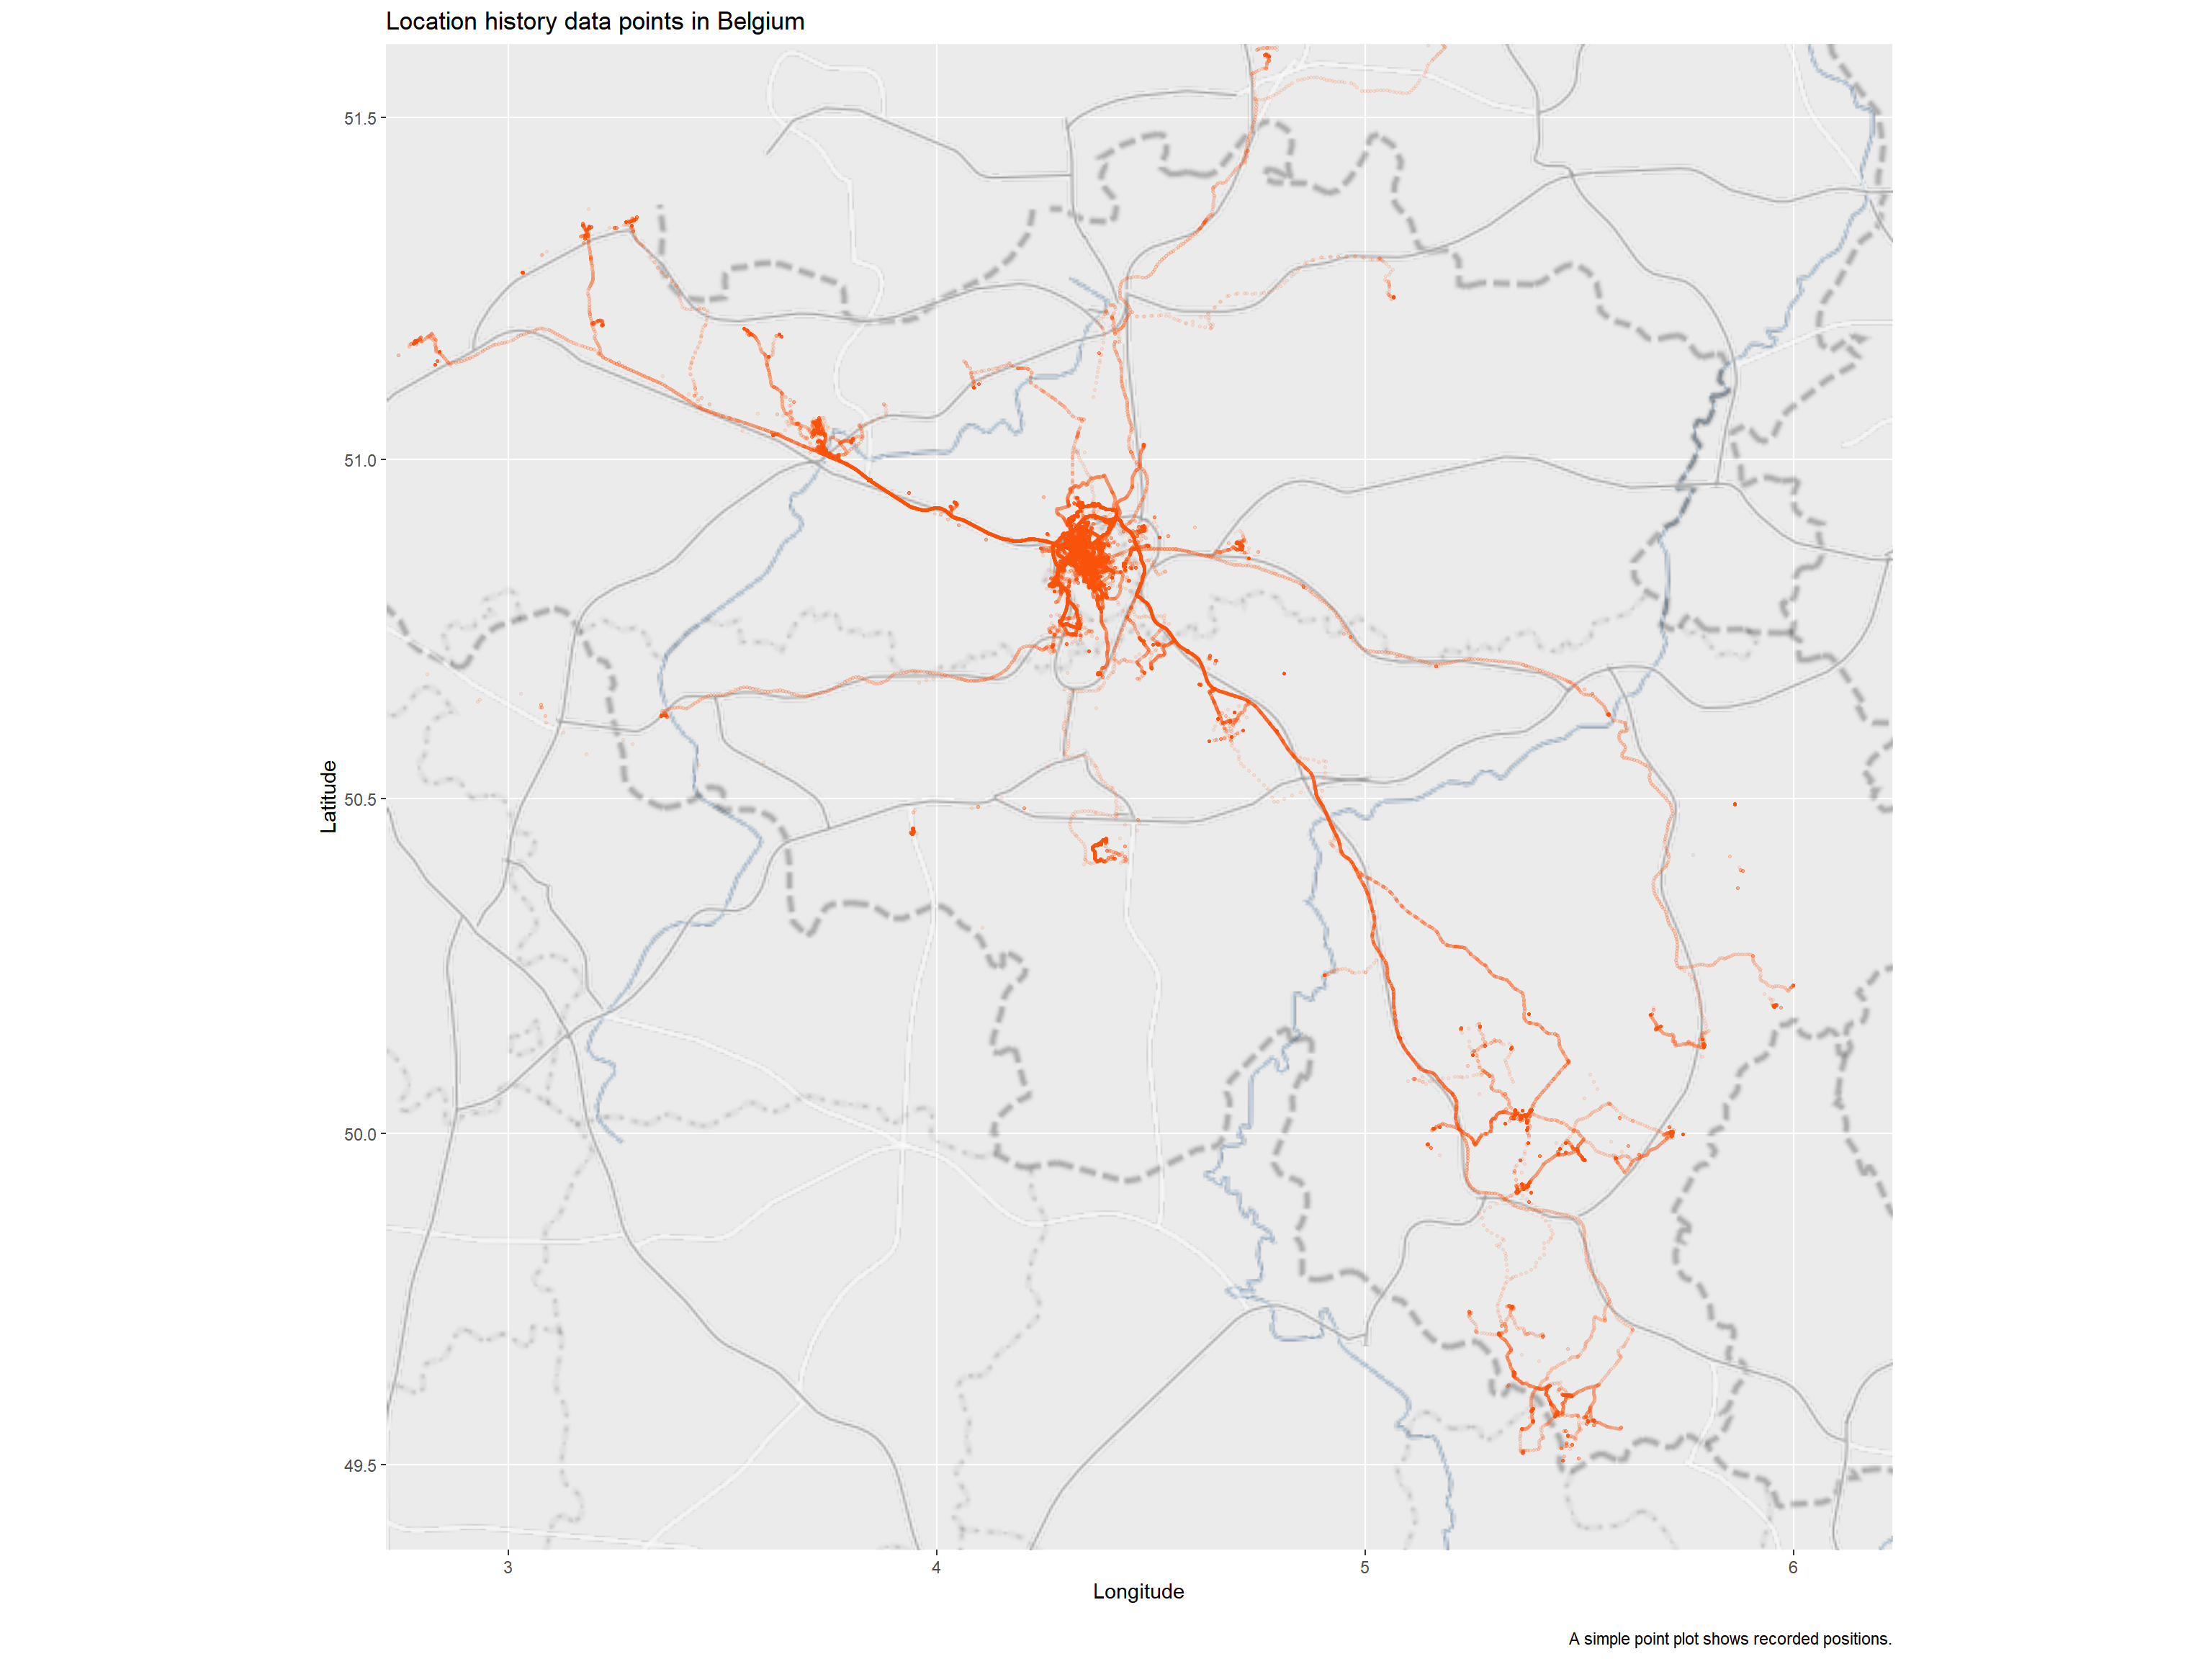 Location history data points in Belgium
51.5
51.0
50.5
50.0
49.5
Latitude
3
4
5
6
Longitude
A simple point plot shows recorded positions.